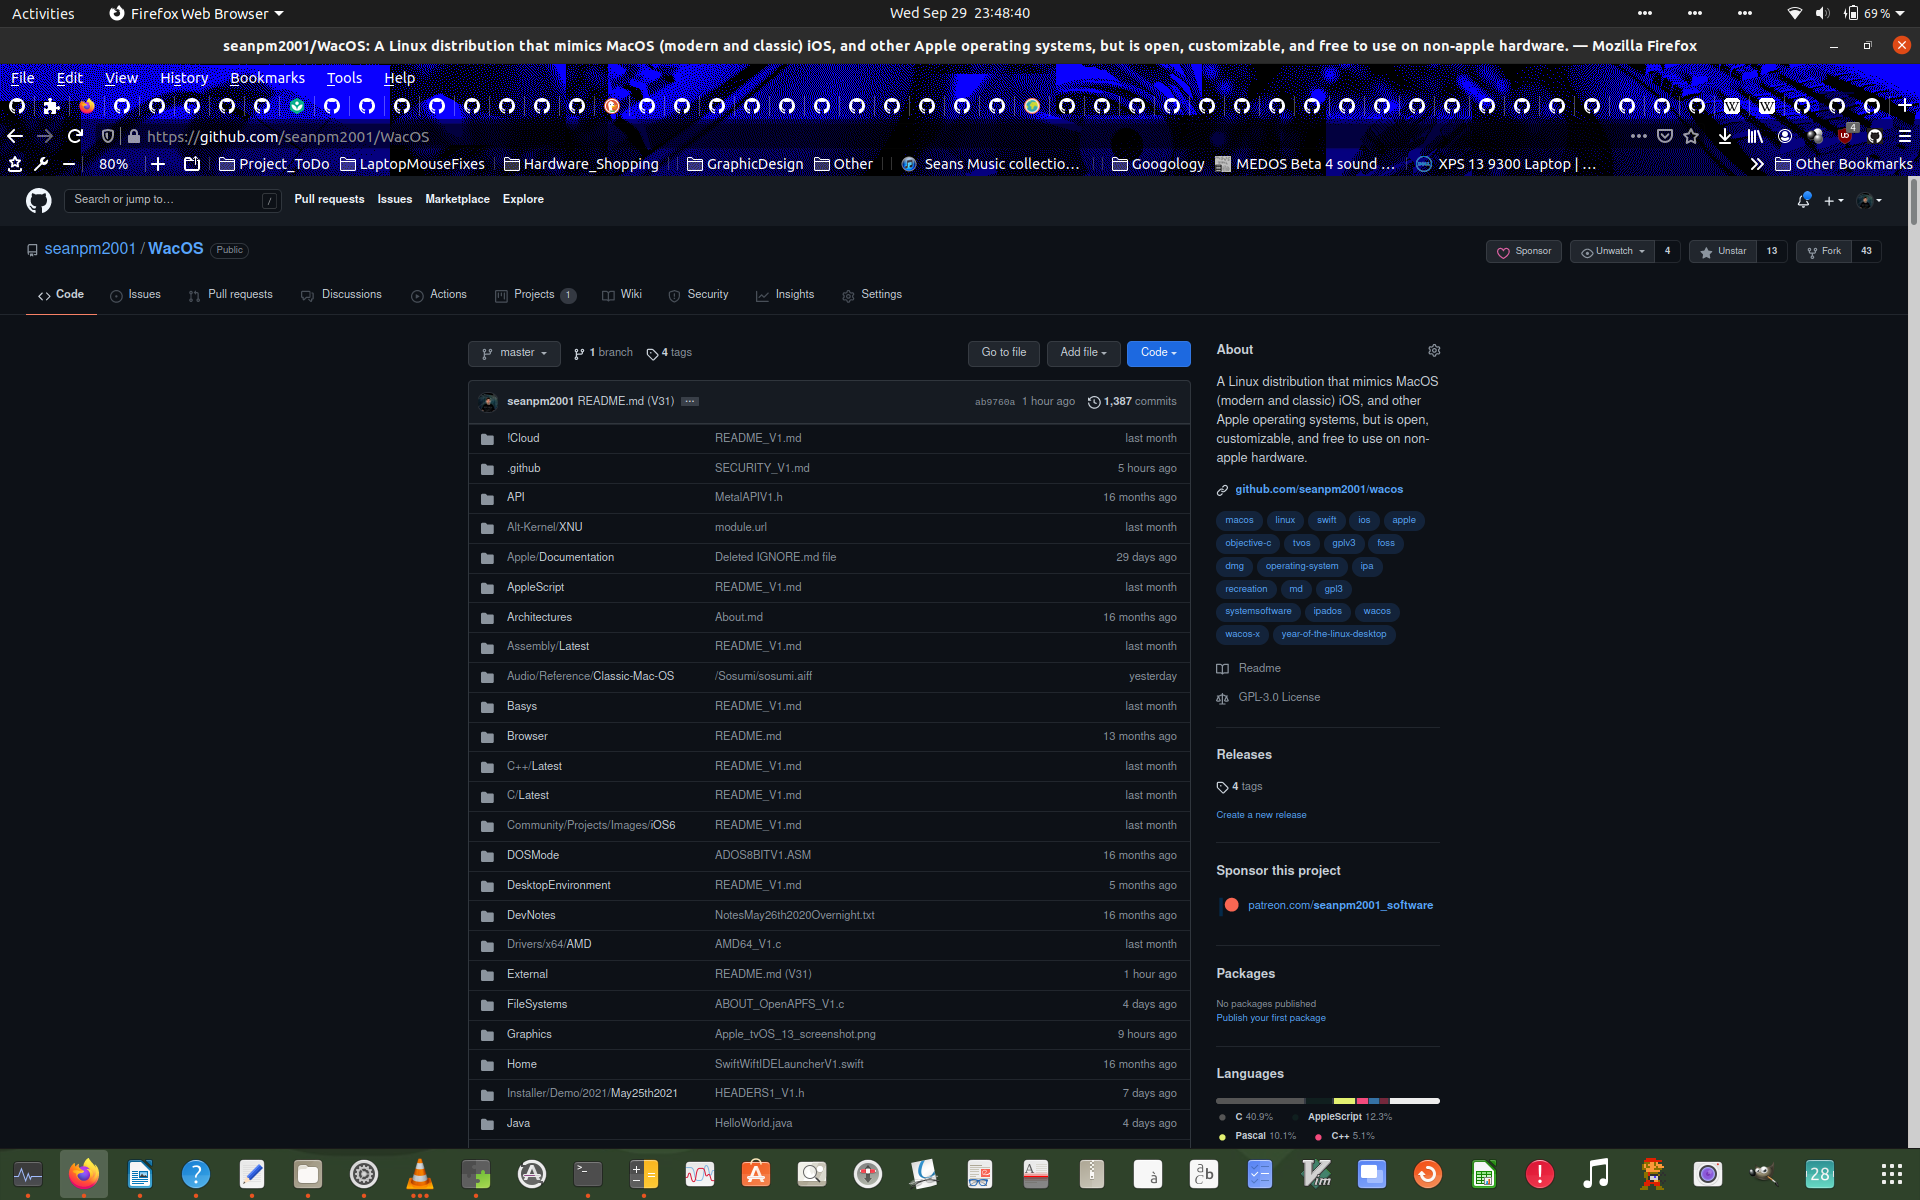 Activities
Firefox Web Browser
Wed Sep 29 23:48:40
69 %
seanpm2001/WacOS: A Linux distribution that mimics MacOS (modern and classic) iOS, and other Apple operating systems, but is open, customizable, and free to use on non-apple hardware. — Mozilla Firefox
File Edit View History Bookmarks Tools Help
https://github.com/seanpm2001/WacOS
4
80%
Project_ToDo
LaptopMouseFixes
Hardware_Shopping
GraphicDesign
Other
Seans Music collectio…
Googology
MEDOS Beta 4 sound …
XPS 13 9300 Laptop | …
Other Bookmarks
Search or jump to…
/
Pull requests Issues Marketplace Explore
seanpm2001 / WacOS Public
Sponsor
Unwatch 4
Unstar 13
Fork 43
Code Issues Pull requests Discussions Actions Projects 1 Wiki Security Insights Settings
master
1 branch
4 tags
Go to file
Add file
Code
seanpm2001 README.md (V31) ab9760a 1 hour ago 1,387 commits
!Cloud README_V1.md last month
.github SECURITY_V1.md 5 hours ago
API MetalAPIV1.h 16 months ago
Alt-Kernel/XNU module.url last month
Apple/Documentation Deleted IGNORE.md file 29 days ago
AppleScript README_V1.md last month
Architectures About.md 16 months ago
Assembly/Latest README_V1.md last month
Audio/Reference/Classic-Mac-OS /Sosumi/sosumi.aiff yesterday
Basys README_V1.md last month
Browser README.md 13 months ago
C++/Latest README_V1.md last month
C/Latest README_V1.md last month
Community/Projects/Images/iOS6 README_V1.md last month
DOSMode ADOS8BITV1.ASM 16 months ago
DesktopEnvironment README_V1.md 5 months ago
DevNotes NotesMay26th2020Overnight.txt 16 months ago
Drivers/x64/AMD AMD64_V1.c last month
External README.md (V31) 1 hour ago
FileSystems ABOUT_OpenAPFS_V1.c 4 days ago
Graphics Apple_tvOS_13_screenshot.png 9 hours ago
Home SwiftWiftIDELauncherV1.swift 16 months ago
Installer/Demo/2021/May25th2021 HEADERS1_V1.h 7 days ago
Java HelloWorld.java 4 days ago
About
A Linux distribution that mimics MacOS
(modern and classic) iOS, and other
Apple operating systems, but is open,
customizable, and free to use on non-
apple hardware.
github.com/seanpm2001/wacos
macos linux swift ios apple
objective-c tvos gplv3 foss
dmg operating-system ipa
recreation md gpl3
systemsoftware ipados wacos
wacos-x year-of-the-linux-desktop
Readme
GPL-3.0 License
Releases
4 tags
Create a new release
Sponsor this project
patreon.com/seanpm2001_software
Packages
No packages published
Publish your first package
Languages
C 40.9% AppleScript 12.3%
Pascal 10.1% C++ 5.1%
28